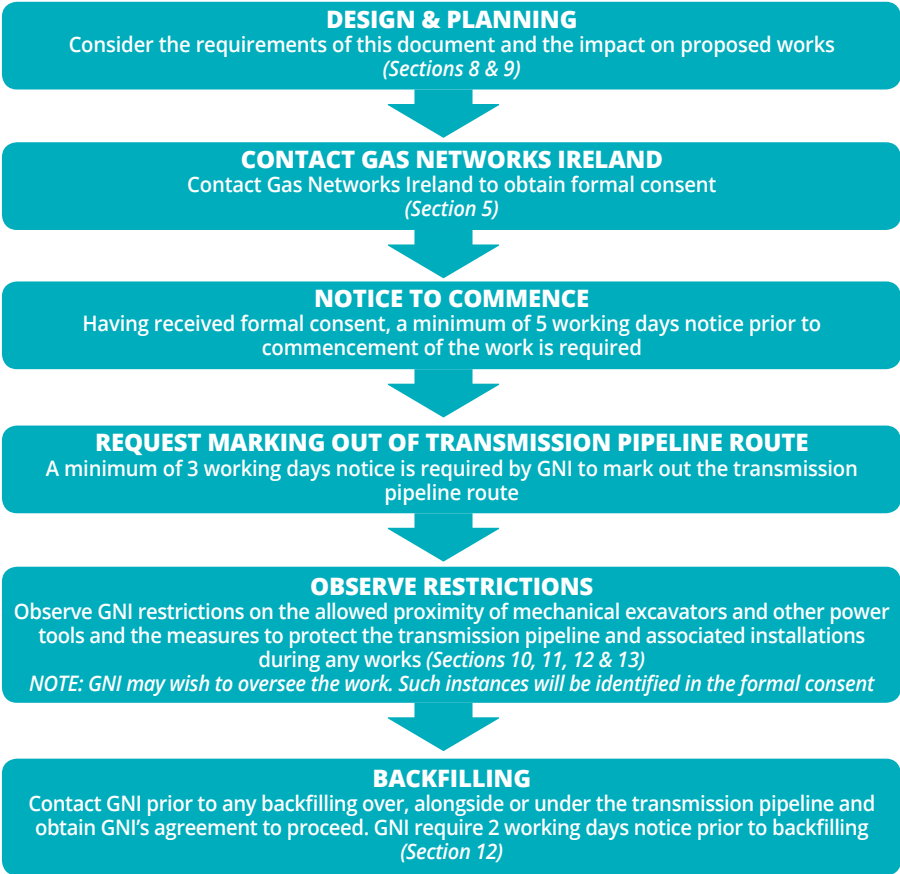 DESIGN & PLANNING
Consider the requirements of this document and the impact on proposed works
(Sections 8 & 9)
CONTACT GAS NETWORKS IRELAND
Contact Gas Networks Ireland to obtain formal consent
(Section 5)
NOTICE TO COMMENCE
Having received formal consent, a minimum of 5 working days notice prior to
commencement of the work is required
REQUEST MARKING OUT OF TRANSMISSION PIPELINE ROUTE
A minimum of 3 working days notice is required by GNI to mark out the transmission
pipeline route
OBSERVE RESTRICTIONS
Observe GNI restrictions on the allowed proximity of mechanical excavators and other power
tools and the measures to protect the transmission pipeline and associated installations
during any works (Sections 10, 11, 12 & 13)
NOTE: GNI may wish to oversee the work. Such instances will be identified in the formal consent
BACKFILLING
Contact GNI prior to any backfilling over, alongside or under the transmission pipeline and
obtain GNI’s agreement to proceed. GNI require 2 working days notice prior to backfilling
(Section 12)